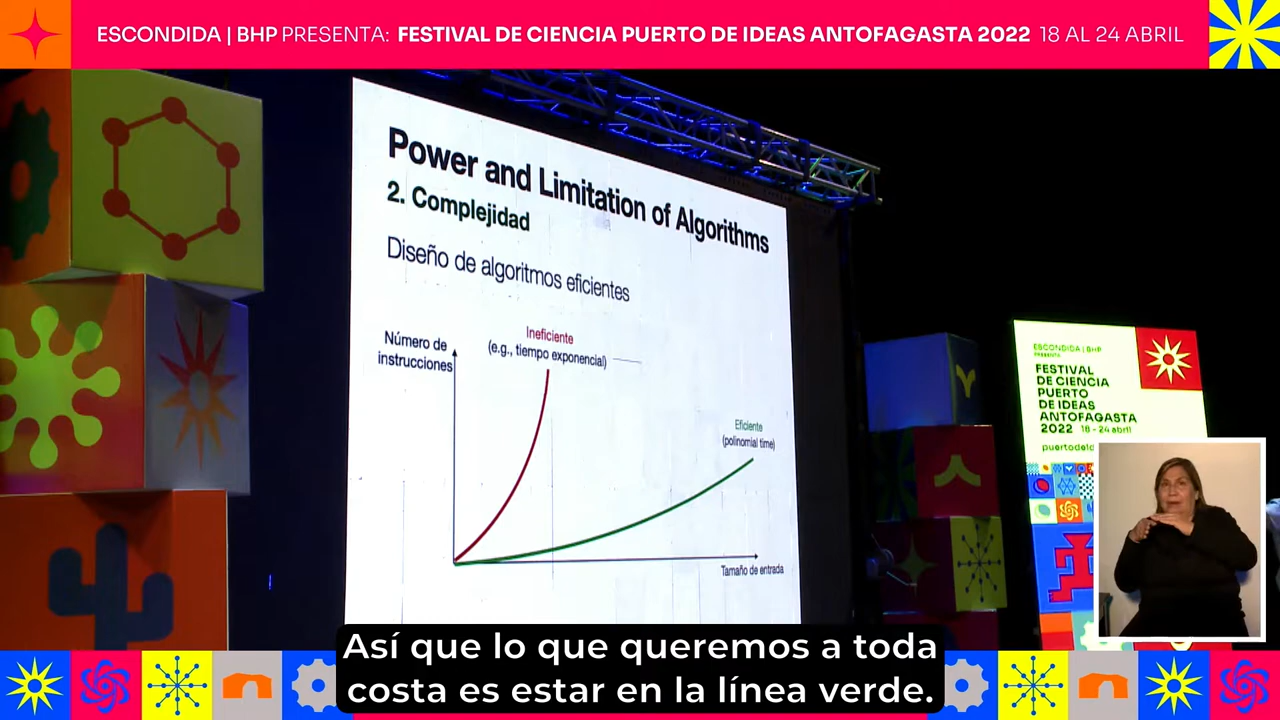 ESCONDIDA | BHP PRESENTA: FESTIVAL DE CIENCIA PUERTO DE IDEAS ANTOFAGASTA 2022 18 AL 24 ABRIL
Power and Limitation of Algorithms
2. Complejidad
Diseño de algoritmos eficientes
Número de
instrucciones
Ineficiente
(e.g., tiempo exponencial)
Eficiente
(polinomial time)
Tamaño de entrada
ESCONDIDA | BHP
PRESENTA:
FESTIVAL
DE CIENCIA
PUERTO
DE IDEAS
ANTOFAGASTA
2022 18 - 24 abril
Así que lo que queremos a toda
costa es estar en la línea verde.